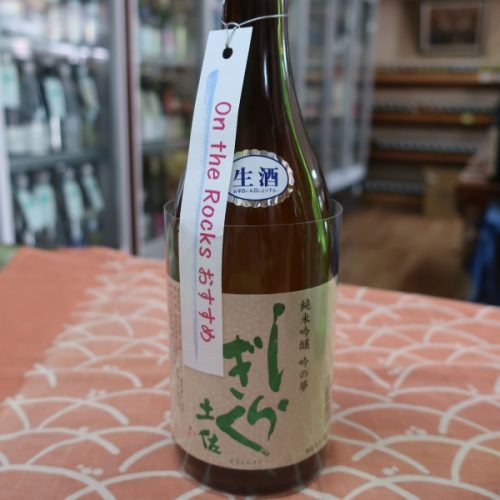 On the Rocks おすすめ
生酒
純米吟醸 吟の夢
しぎらく
土佐